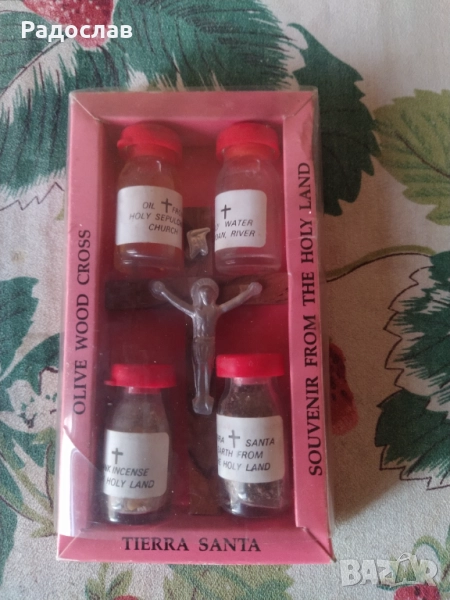 Радослав
OIL ✝
HOLY
CHURCH
✝ WATER
RIVER
OLIVE WOOD CROSS
SOUVENIR FROM THE HOLY LAND
✝
INCENSE
HOLY LAND
✝ SANTA
EARTH FROM
HOLY LAND
TIERRA SANTA
BAZAR